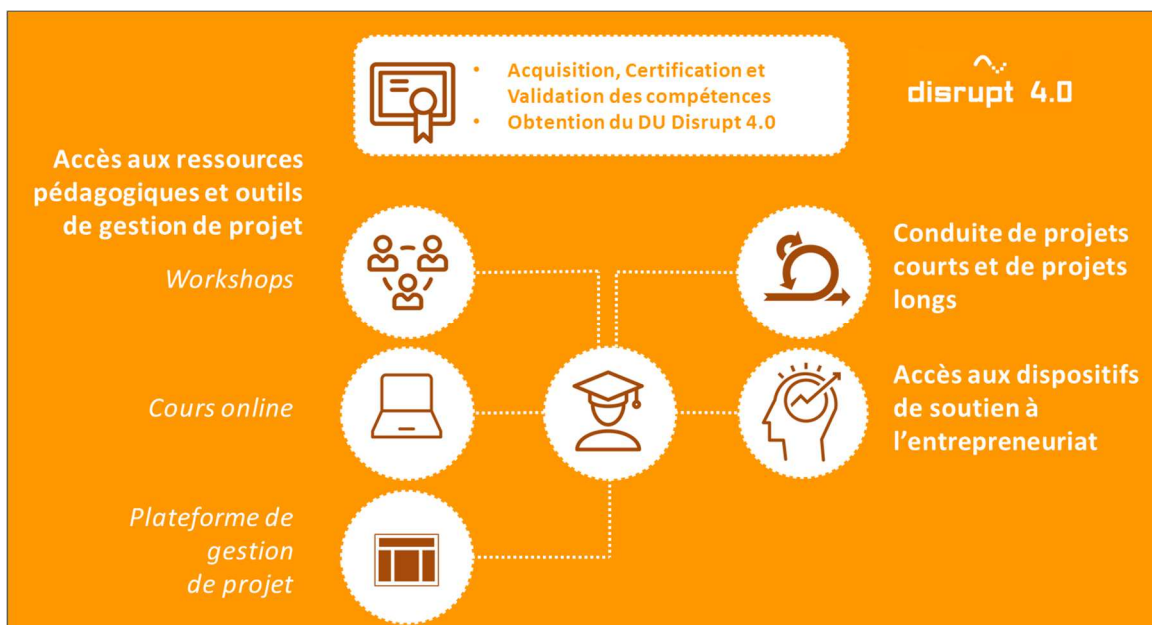 • Acquisition, Certification et
Validation des compétences
• Obtention du DU Disrupt 4.0
disrupt 4.0
Accès aux ressources
pédagogiques et outils
de gestion de projet
Workshops
Cours online
Plateforme de
gestion
de projet
Conduite de projets
courts et de projets
longs
Accès aux dispositifs
de soutien à
l’entrepreneuriat